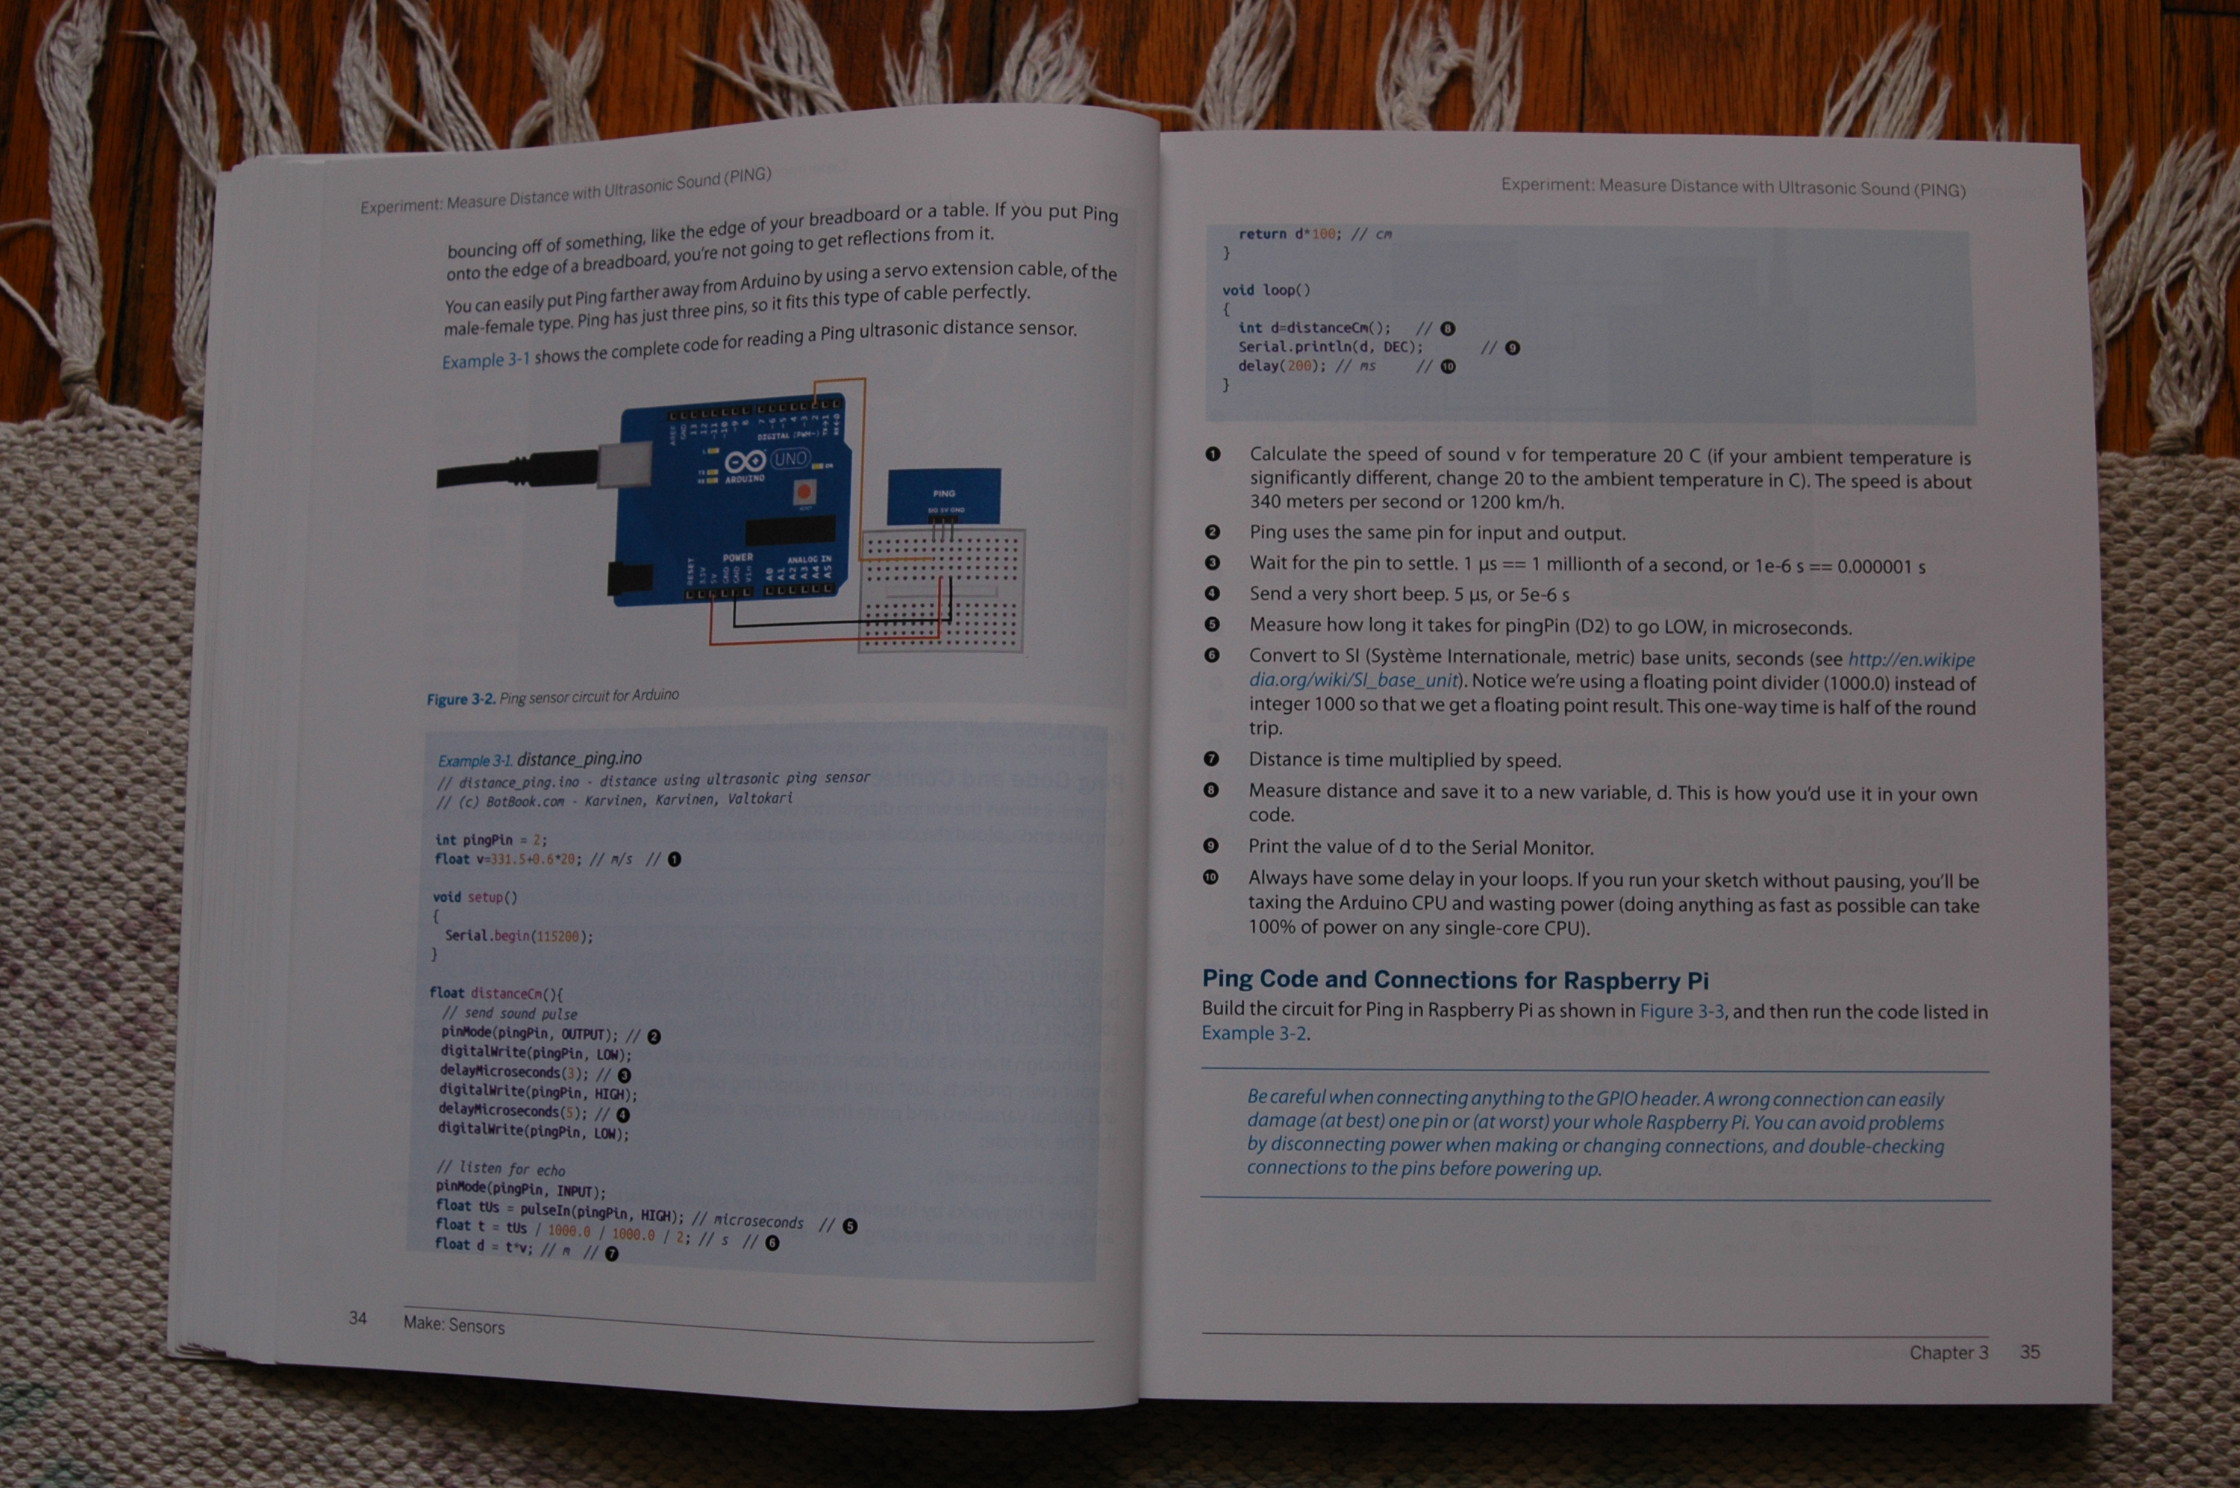 Experiment: Measure Distance with Ultrasonic Sound (PING)
bouncing off of something, like the edge of your breadboard or a table. If you put Ping
onto the edge of a breadboard, you're not going to get reflections from it.
You can easily put Ping farther away from Arduino by using a servo extension cable, of the
male-female type. Ping has just three pins, so it fits this type of cable perfectly.
Example 3-1 shows the complete code for reading a Ping ultrasonic distance sensor.
AREF
GND
DIGITAL (PWM~)
UNO
ARDUINO
L
TX
RX
ON
RESET
3.3V
5V
GND
GND
VIN
POWER
ANALOG IN
A0
A1
A2
A3
A4
A5
PING
SIG 5V GND
Figure 3-2. Ping sensor circuit for Arduino
Example 3-1. distance_ping.ino
// distance_ping.ino - distance using ultrasonic ping sensor
// (c) BotBook.com - Karvinen, Karvinen, Valtokari
int pingPin = 2;
float v=331.5+0.6*20; // m/s // 1
void setup()
{
Serial.begin(115200);
}
float distanceCm(){
// send sound pulse
pinMode(pingPin, OUTPUT); // 2
digitalWrite(pingPin, LOW);
delayMicroseconds(3); // 3
digitalWrite(pingPin, HIGH);
delayMicroseconds(5); // 4
digitalWrite(pingPin, LOW);
// listen for echo
pinMode(pingPin, INPUT);
float tUs = pulseIn(pingPin, HIGH); // microseconds // 5
float t = tUs / 1000.0 / 1000.0 / 2; // s // 6
float d = t*v; // m // 7
34 Make: Sensors
Experiment: Measure Distance with Ultrasonic Sound (PING)
return d*100; // cm
}
void loop()
{
int d=distanceCm(); // 8
Serial.println(d, DEC); // 9
delay(200); // ms // 10
}
1 Calculate the speed of sound v for temperature 20 C (if your ambient temperature is
significantly different, change 20 to the ambient temperature in C). The speed is about
340 meters per second or 1200 km/h.
2 Ping uses the same pin for input and output.
3 Wait for the pin to settle. 1 µs == 1 millionth of a second, or 1e-6 s == 0.000001 s
4 Send a very short beep. 5 µs, or 5e-6 s
5 Measure how long it takes for pingPin (D2) to go LOW, in microseconds.
6 Convert to SI (Système Internationale, metric) base units, seconds (see http://en.wikipe
dia.org/wiki/SI_base_unit). Notice we're using a floating point divider (1000.0) instead of
integer 1000 so that we get a floating point result. This one-way time is half of the round
trip.
7 Distance is time multiplied by speed.
8 Measure distance and save it to a new variable, d. This is how you'd use it in your own
code.
9 Print the value of d to the Serial Monitor.
10 Always have some delay in your loops. If you run your sketch without pausing, you'll be
taxing the Arduino CPU and wasting power (doing anything as fast as possible can take
100% of power on any single-core CPU).
Ping Code and Connections for Raspberry Pi
Build the circuit for Ping in Raspberry Pi as shown in Figure 3-3, and then run the code listed in
Example 3-2.
Be careful when connecting anything to the GPIO header. A wrong connection can easily
damage (at best) one pin or (at worst) your whole Raspberry Pi. You can avoid problems
by disconnecting power when making or changing connections, and double-checking
connections to the pins before powering up.
Chapter 3 35